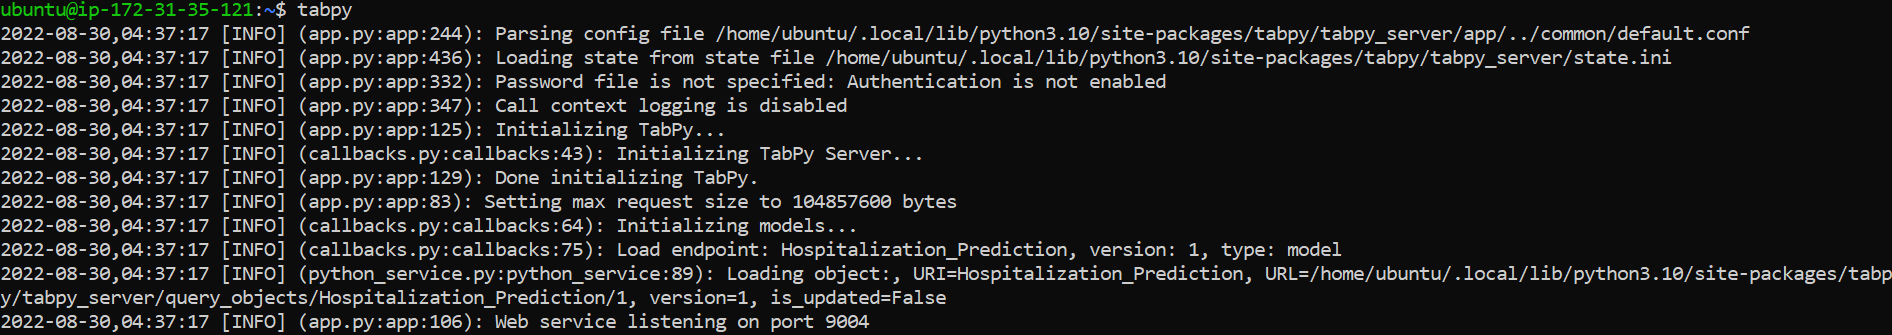 ubuntu@ip-172-31-35-121:~$ tabpy
2022-08-30,04:37:17 [INFO] (app.py:app:244): Parsing config file /home/ubuntu/.local/lib/python3.10/site-packages/tabpy/tabpy_server/app/../common/default.conf
2022-08-30,04:37:17 [INFO] (app.py:app:436): Loading state from state file /home/ubuntu/.local/lib/python3.10/site-packages/tabpy/tabpy_server/state.ini
2022-08-30,04:37:17 [INFO] (app.py:app:332): Password file is not specified: Authentication is not enabled
2022-08-30,04:37:17 [INFO] (app.py:app:347): Call context logging is disabled
2022-08-30,04:37:17 [INFO] (app.py:app:125): Initializing TabPy...
2022-08-30,04:37:17 [INFO] (callbacks.py:callbacks:43): Initializing TabPy Server...
2022-08-30,04:37:17 [INFO] (app.py:app:129): Done initializing TabPy.
2022-08-30,04:37:17 [INFO] (app.py:app:83): Setting max request size to 104857600 bytes
2022-08-30,04:37:17 [INFO] (callbacks.py:callbacks:64): Initializing models...
2022-08-30,04:37:17 [INFO] (callbacks.py:callbacks:75): Load endpoint: Hospitalization_Prediction, version: 1, type: model
2022-08-30,04:37:17 [INFO] (python_service.py:python_service:89): Loading object:, URI=Hospitalization_Prediction, URL=/home/ubuntu/.local/lib/python3.10/site-packages/tabp
y/tabpy_server/query_objects/Hospitalization_Prediction/1, version=1, is_updated=False
2022-08-30,04:37:17 [INFO] (app.py:app:106): Web service listening on port 9004